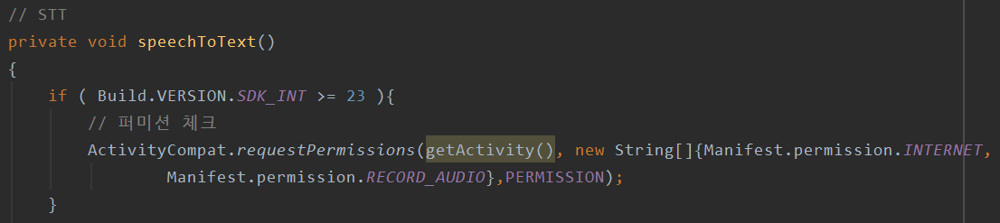 // STT
private void speechToText()
{
if ( Build.VERSION.SDK_INT >= 23 ){
// 퍼미션 체크
ActivityCompat.requestPermissions(getActivity(), new String[]{Manifest.permission.INTERNET,
Manifest.permission.RECORD_AUDIO},PERMISSION);
}